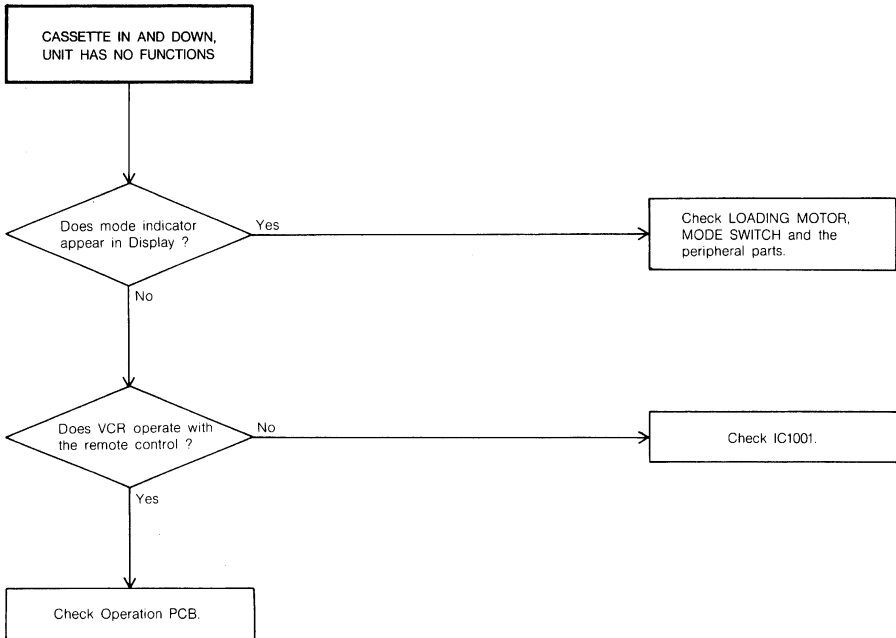 CASSETTE IN AND DOWN,
UNIT HAS NO FUNCTIONS
Does mode indicator
appear in Display ?
Yes
Check LOADING MOTOR,
MODE SWITCH and the
peripheral parts.
No
Does VCR operate with
the remote control ?
No
Check IC1001.
Yes
Check Operation PCB.